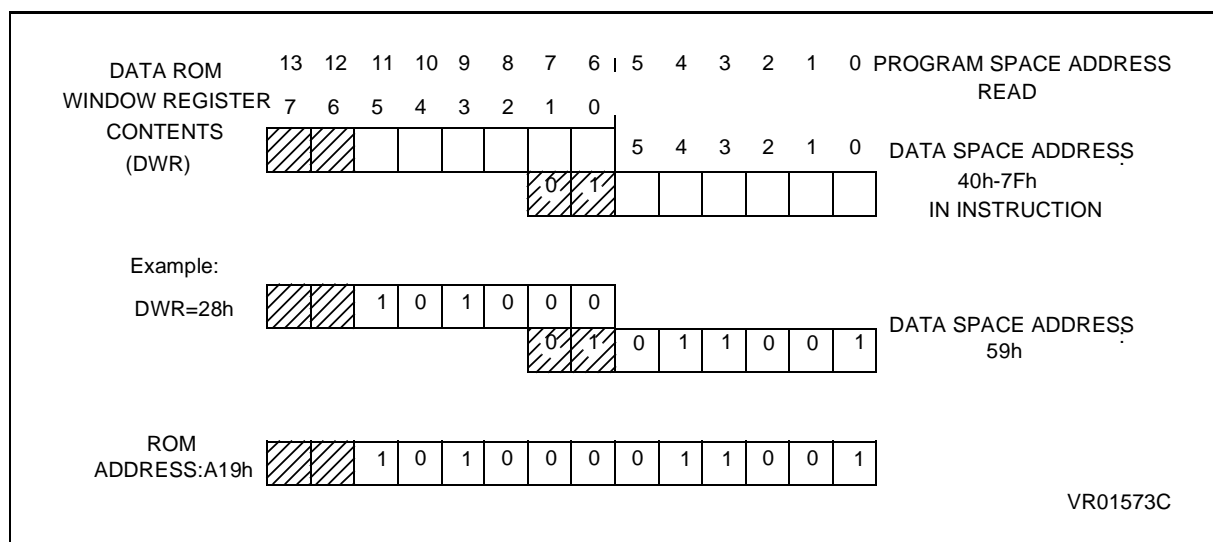 DATA ROM 13 12 11 10 9 8 7 6 5 4 3 2 1 0 PROGRAM SPACE ADDRESS
READ
WINDOW REGISTER 7 6 5 4 3 2 1 0
CONTENTS
(DWR)
5 4 3 2 1 0 DATA SPACE ADDRESS
:
0 1 40h-7Fh
IN INSTRUCTION
Example:
DWR=28h 1 0 1 0 0 0
0 1 0 1 1 0 0 1 DATA SPACE ADDRESS
:
59h
ROM
ADDRESS:A19h 1 0 1 0 0 0 0 1 1 0 0 1
VR01573C